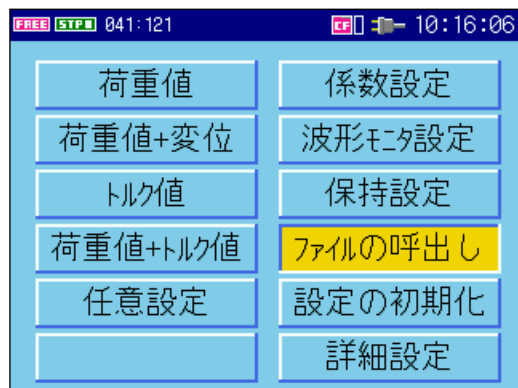 FREE STPD 041:121 CF 10:16:06
荷重値 係数設定
荷重値+変位 波形ﾓﾆﾀ設定
ﾄﾙｸ値 保持設定
荷重値+ﾄﾙｸ値 ﾌｧｲﾙの呼出し
任意設定 設定の初期化
詳細設定